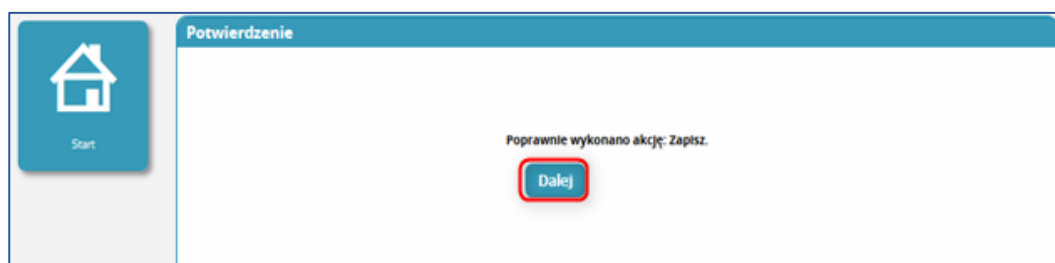 Potwierdzenie
Start
Poprawnie wykonano akcję: Zapisz.
Dalej